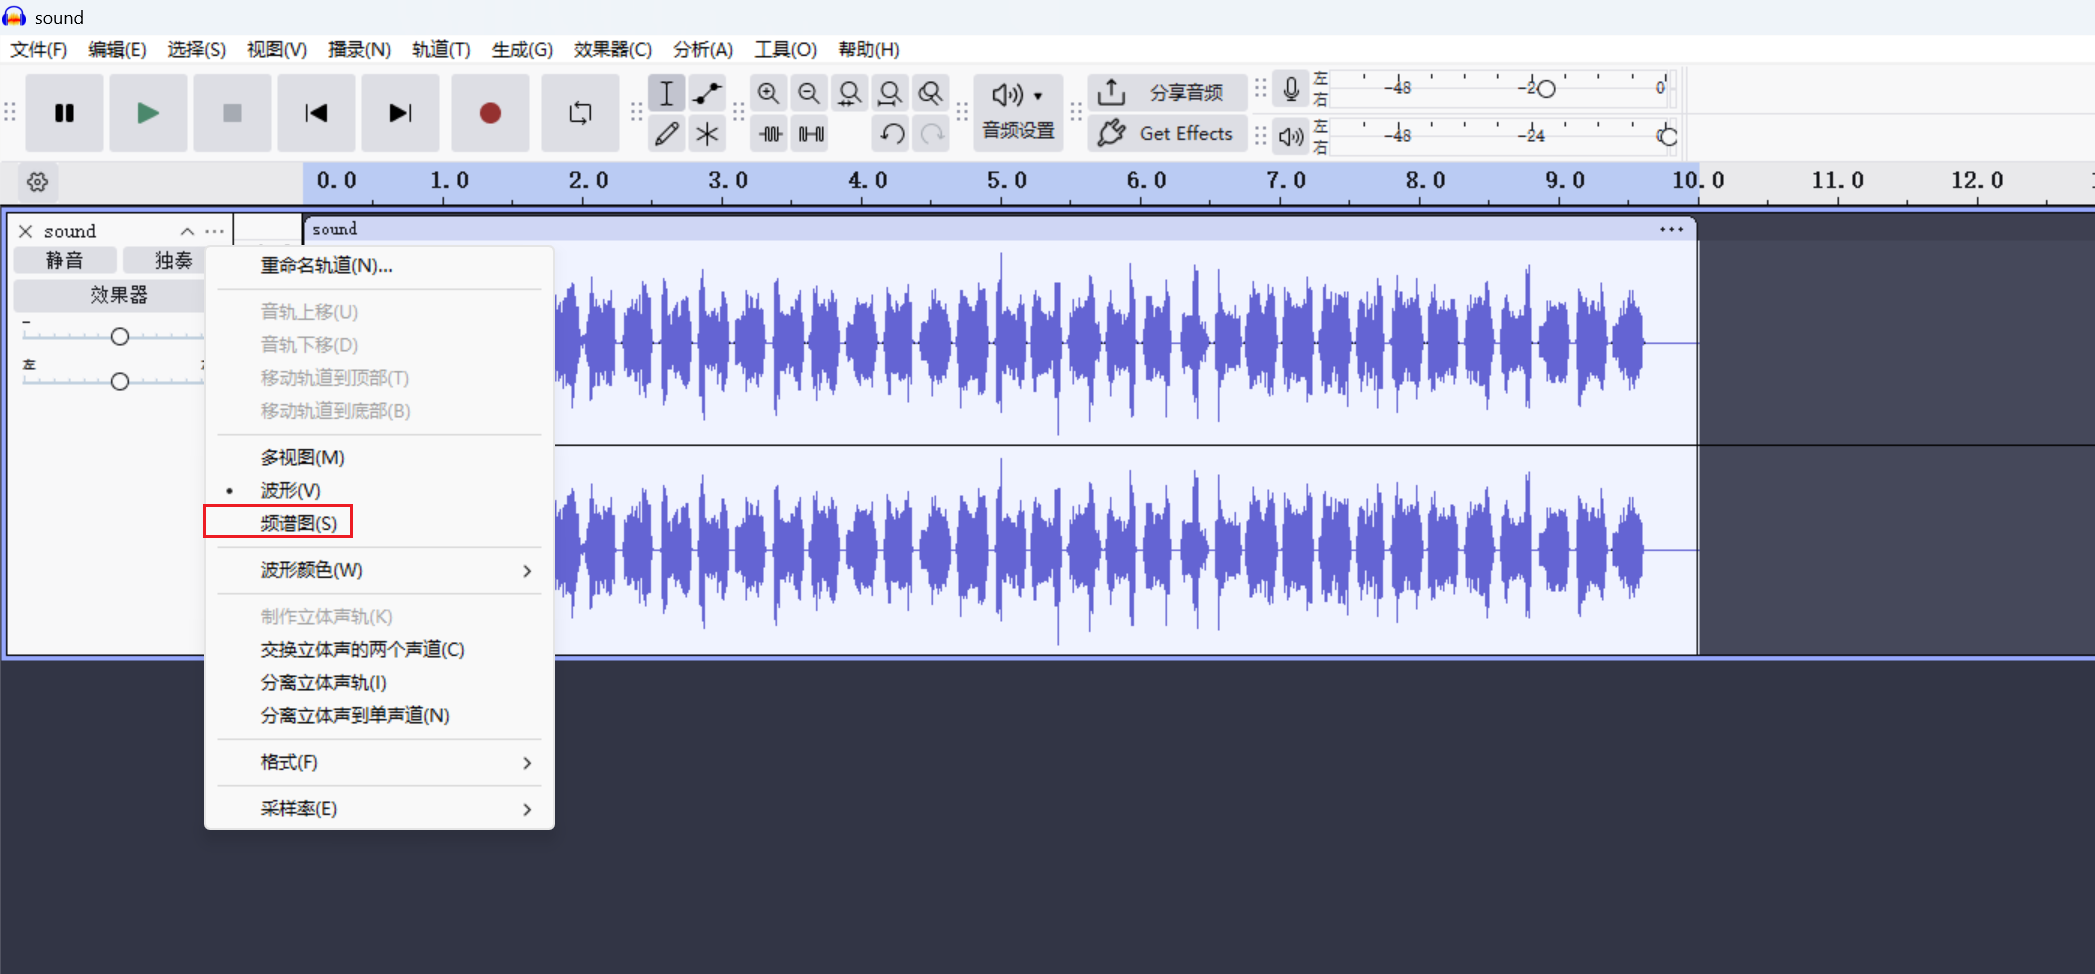 sound
文件(F) 编辑(E) 选择(S) 视图(V) 播录(N) 轨道(T) 生成(G) 效果器(C) 分析(A) 工具(O) 帮助(H)
音频设置
分享音频
Get Effects
左
右
-48 -2 0
左
右
-48 -24
0.0 1.0 2.0 3.0 4.0 5.0 6.0 7.0 8.0 9.0 10.0 11.0 12.0
sound
静音 独奏
效果器
左
sound
重命名轨道(N)...
音轨上移(U)
音轨下移(D)
移动轨道到顶部(T)
移动轨道到底部(B)
多视图(M)
波形(V)
频谱图(S)
波形颜色(W)
制作立体声轨(K)
交换立体声的两个声道(C)
分离立体声轨(I)
分离立体声到单声道(N)
格式(F)
采样率(E)